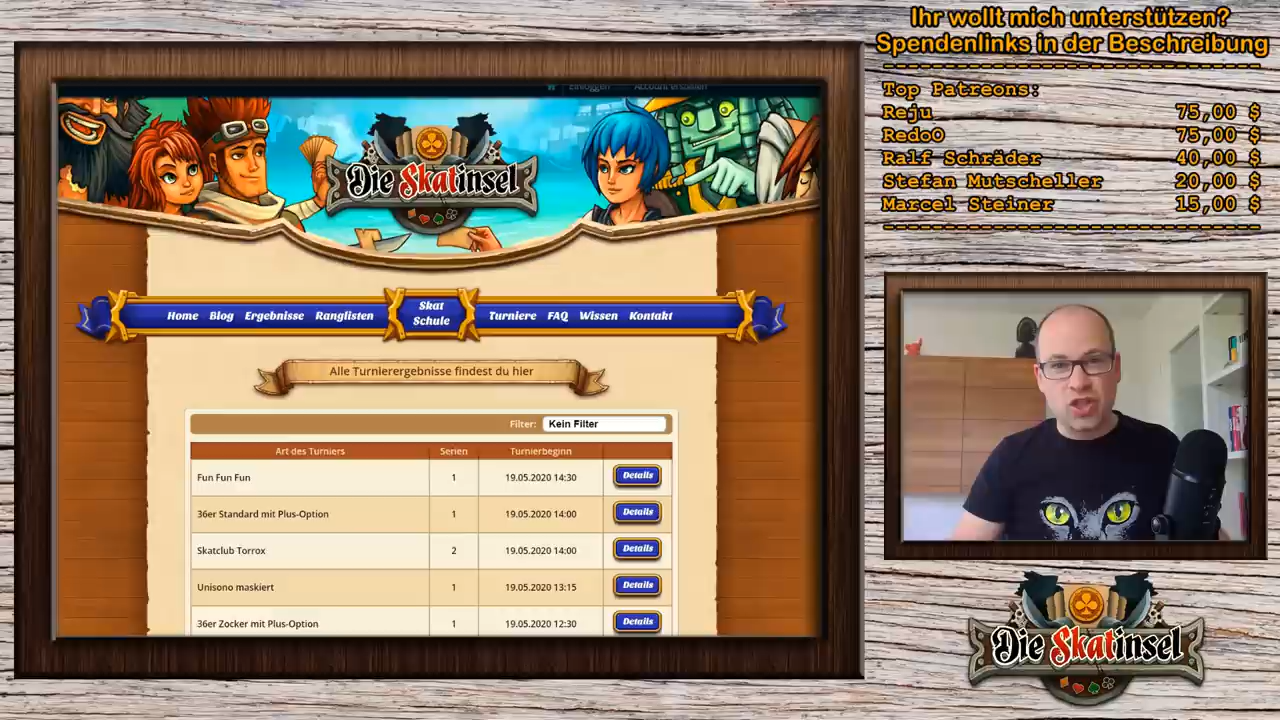 Ihr wollt mich unterstützen?
Spendenlinks in der Beschreibung
Top Patreons:
Reju 75,00 $
RedoO 75,00 $
Ralf Schräder 40,00 $
Stefan Mutscheller 20,00 $
Marcel Steiner 15,00 $
Einloggen Account erstellen
Die Skatinsel
Home Blog Ergebnisse Ranglisten Skat Schule Turniere FAQ Wissen Kontakt
Alle Turnierergebnisse findest du hier
Filter: Kein Filter
Art des Turniers Serien Turnierbeginn
Fun Fun Fun 1 19.05.2020 14:30 Details
36er Standard mit Plus-Option 1 19.05.2020 14:00 Details
Skatclub Torrox 2 19.05.2020 14:00 Details
Unisono maskiert 1 19.05.2020 13:15 Details
36er Zocker mit Plus-Option 1 19.05.2020 12:30 Details
Die Skatinsel